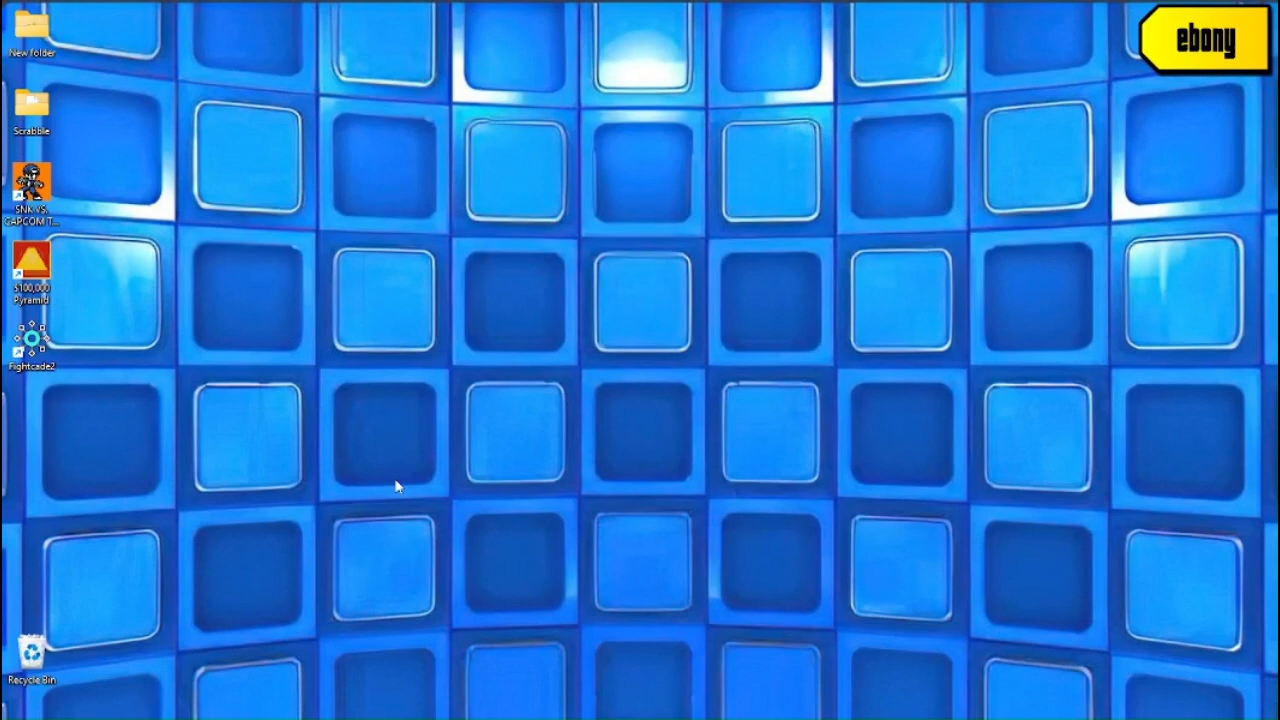 New folder
Scrabble
SNK VS.
CAPCOM T...
$100,000
Pyramid
Fightcade2
Recycle Bin
ebony